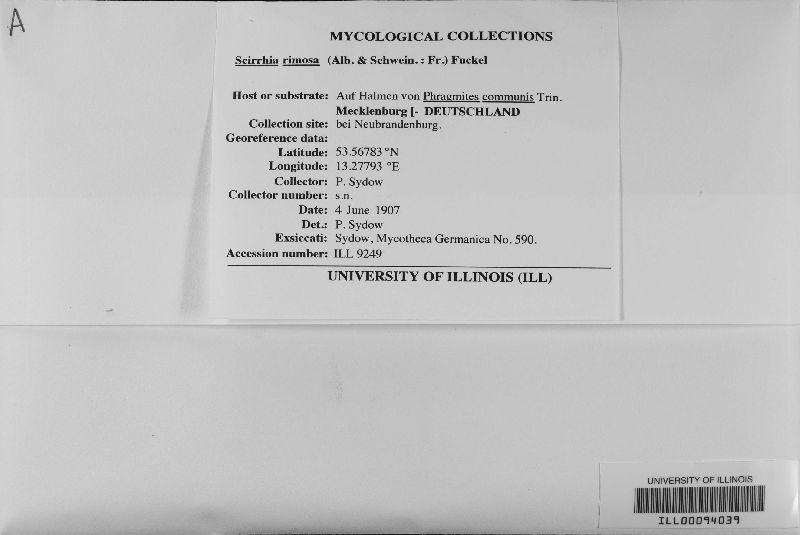 A
MYCOLOGICAL COLLECTIONS
Scirrhia rimosa (Alb. & Schwein. : Fr.) Fuckel
Host or substrate: Auf Halmen von Phragmites communis Trin.
Mecklenburg [- DEUTSCHLAND
Collection site: bei Neubrandenburg.
Georeference data:
Latitude: 53.56783 °N
Longitude: 13.27793 °E
Collector: P. Sydow
Collector number: s.n.
Date: 4 June 1907
Det.: P. Sydow
Exsiccati: Sydow, Mycotheca Germanica No. 590.
Accession number: ILL 9249
UNIVERSITY OF ILLINOIS (ILL)
UNIVERSITY OF ILLINOIS
ILL00094039